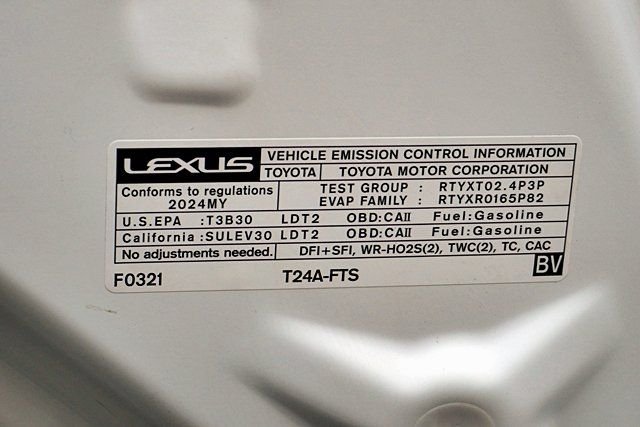 LEXUS VEHICLE EMISSION CONTROL INFORMATION
TOYOTA TOYOTA MOTOR CORPORATION
Conforms to regulations TEST GROUP : RTYXT02.4P3P
2024MY EVAP FAMILY : RTYXR0165P82
U.S.EPA :T3B30 LDT2 OBD:CAII Fuel:Gasoline
California :SULEV30 LDT2 OBD:CAII Fuel:Gasoline
No adjustments needed. DFI+SFI, WR-HO2S(2), TWC(2), TC, CAC
F0321 T24A-FTS BV